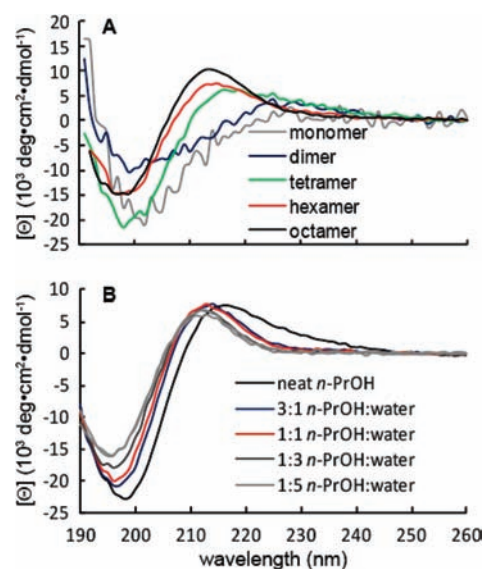 A
20
15
10
5
0
-5
-10
-15
-20
-25
[Θ] (10³ deg•cm²•dmol⁻¹)
monomer
dimer
tetramer
hexamer
octamer
B
10
5
0
-5
-10
-15
-20
-25
[Θ] (10³ deg•cm²•dmol⁻¹)
neat n-PrOH
3:1 n-PrOH:water
1:1 n-PrOH:water
1:3 n-PrOH:water
1:5 n-PrOH:water
190 200 210 220 230 240 250 260
wavelength (nm)